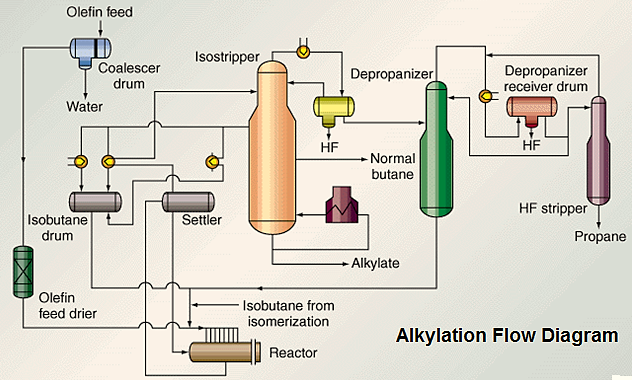 Olefin feed
Coalescer
drum
Water
Isostripper
HF
Depropanizer
Depropanizer
receiver drum
HF
Normal
butane
HF stripper
Propane
Isobutane
drum
Settler
Alkylate
Olefin
feed drier
Isobutane from
isomerization
Reactor
Alkylation Flow Diagram